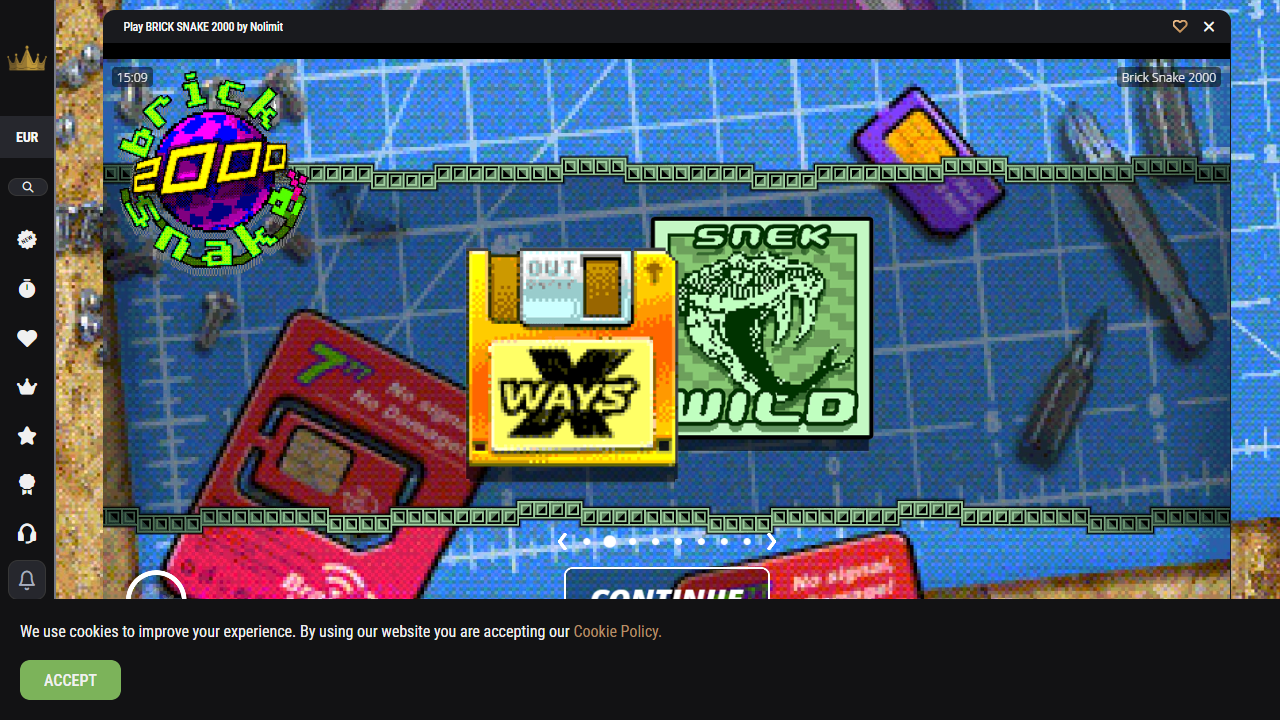 Play BRICK SNAKE 2000 by Nolimit
15:09
Brick Snake 2000
brick
2000
snake
EUR
NEW
OUT
SNEK
WILD
X
WAYS
No signal,
No Damage!
CONTINUE
No signal,
damage!
We use cookies to improve your experience. By using our website you are accepting our Cookie Policy.
ACCEPT